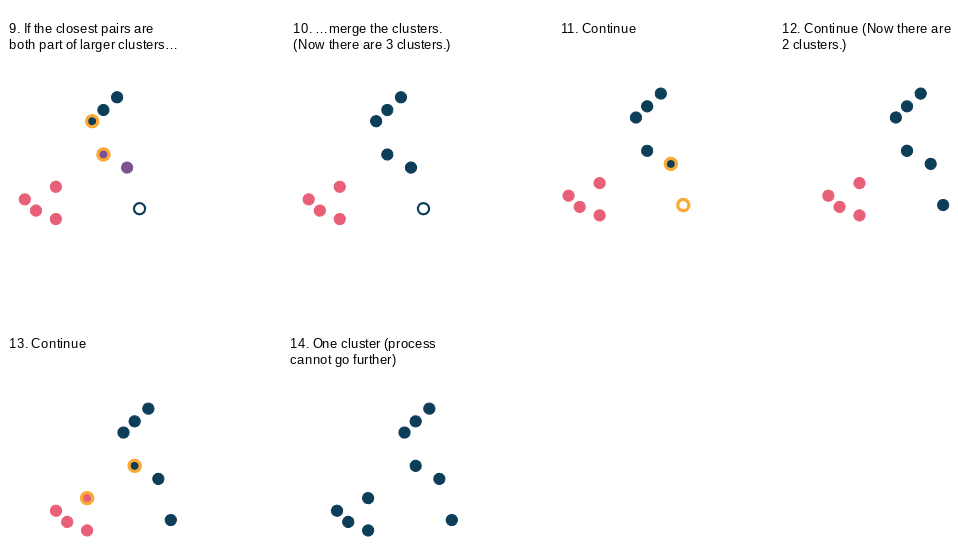 9. If the closest pairs are
both part of larger clusters…
10. …merge the clusters.
(Now there are 3 clusters.)
11. Continue
12. Continue (Now there are
2 clusters.)
13. Continue
14. One cluster (process
cannot go further)